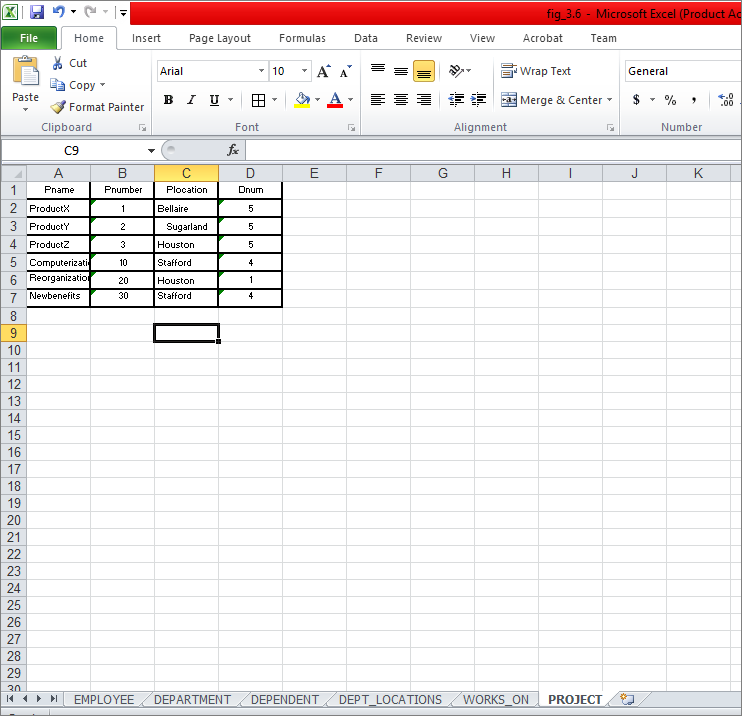 fig_3.6 - Microsoft Excel (Product Ac
File Home Insert Page Layout Formulas Data Review View Acrobat Team
Cut
Copy
Format Painter
Paste
Clipboard
Arial 10
A A
B I U A
Font
Wrap Text
Merge & Center
Alignment
General
$ % , .00
Number
C9 fx
A B C D E F G H I J K
1 Pname Pnumber Plocation Dnum
2 ProductX 1 Bellaire 5
3 ProductY 2 Sugarland 5
4 ProductZ 3 Houston 5
5 Computerizatio 10 Stafford 4
6 Reorganization 20 Houston 1
7 Newbenefits 30 Stafford 4
8
9
10
11
12
13
14
15
16
17
18
19
20
21
22
23
24
25
26
27
28
29
30
EMPLOYEE DEPARTMENT DEPENDENT DEPT_LOCATIONS WORKS_ON PROJECT